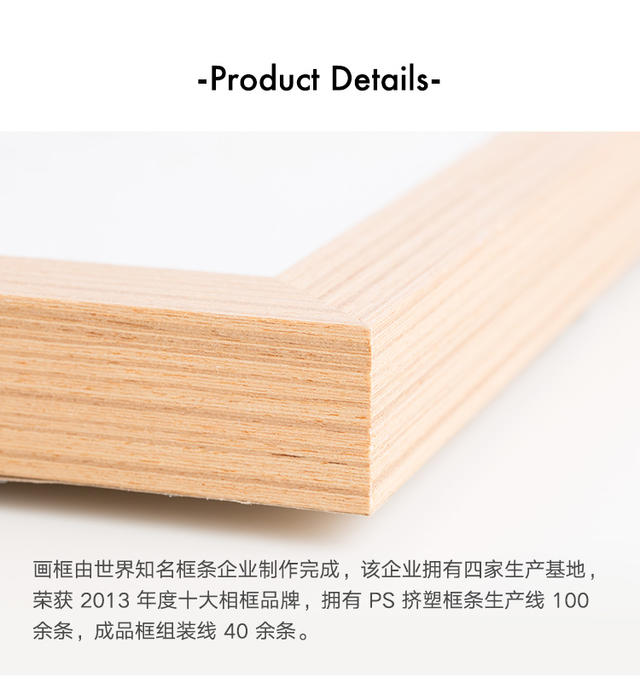 -Product Details-
画框由世界知名框条企业制作完成，该企业拥有四家生产基地，
荣获 2013 年度十大相框品牌，拥有 PS 挤塑框条生产线 100
余条，成品框组装线 40 余条。